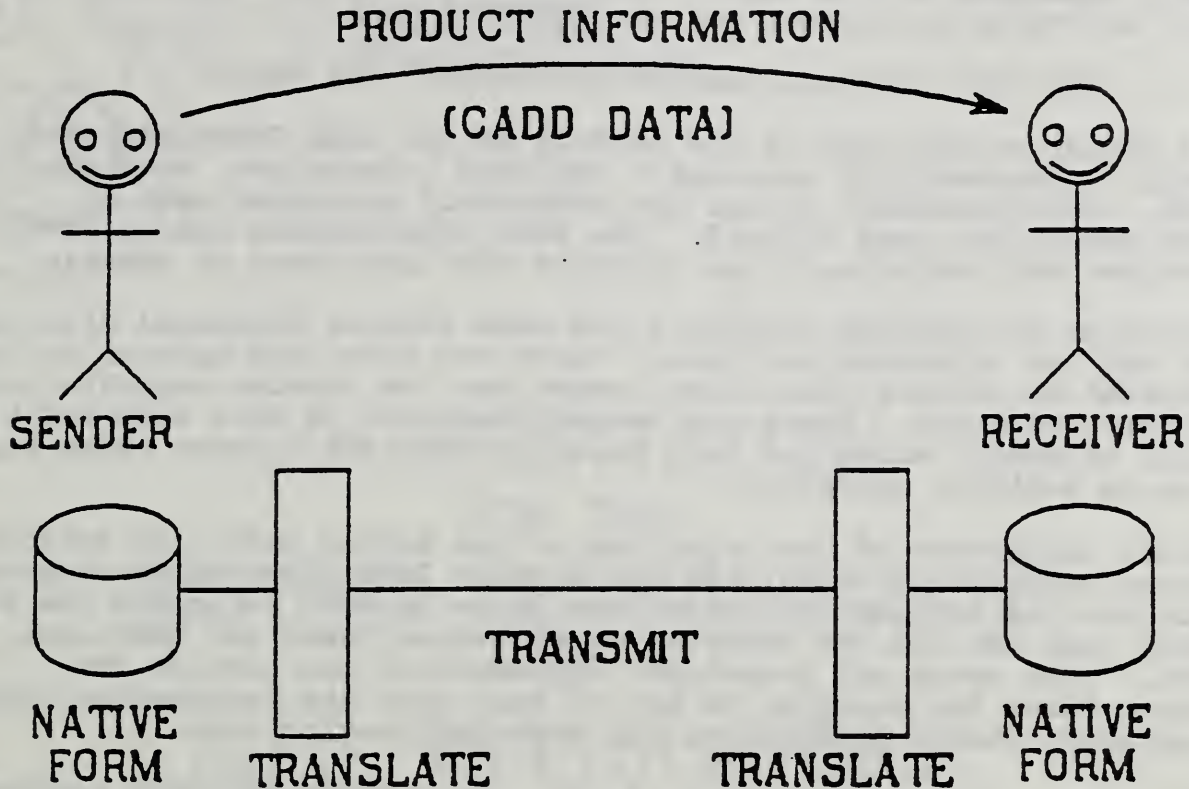 PRODUCT INFORMATION
(CADD DATA)
SENDER
RECEIVER
TRANSMIT
NATIVE
FORM
TRANSLATE
TRANSLATE
NATIVE
FORM